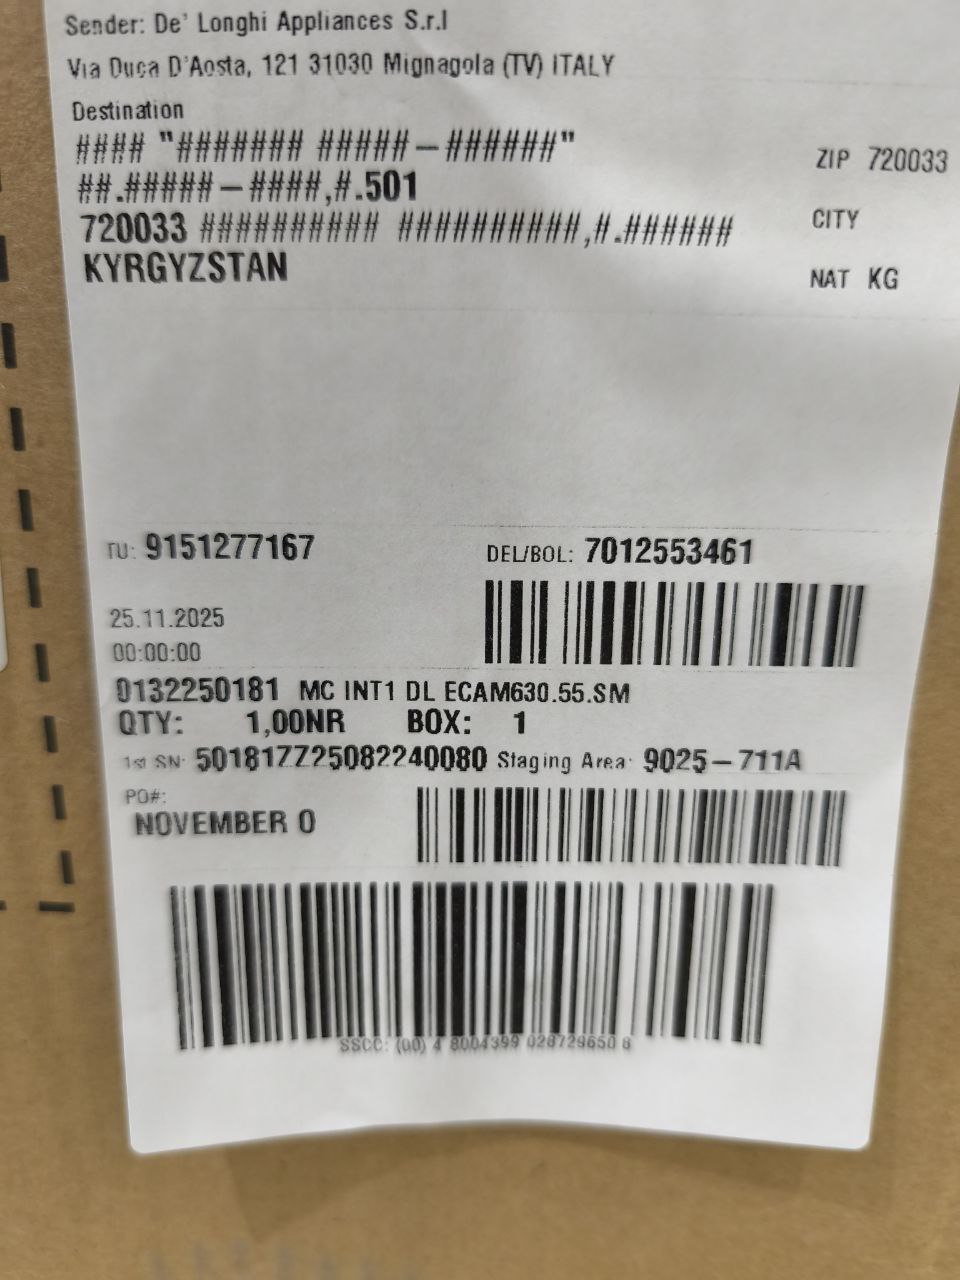 Sender: De' Longhi Appliances S.r.l
Via Duca D'Aosta, 121 31030 Mignagola (TV) ITALY
Destination
#### "####### #####–######"
##.#####–####,#.501
720033 ########## ##########,#.######
KYRGYZSTAN
ZIP 720033
CITY
NAT KG
TU: 9151277167
DEL/BOL: 7012553461
25.11.2025
00:00:00
0132250181 MC INT1 DL ECAM630.55.SM
QTY: 1,00NR BOX: 1
1st SN: 501817Z25082240080 Staging Area: 9025–711A
PO#:
NOVEMBER O
SSCC: (00) 4 8004399 028729650 8